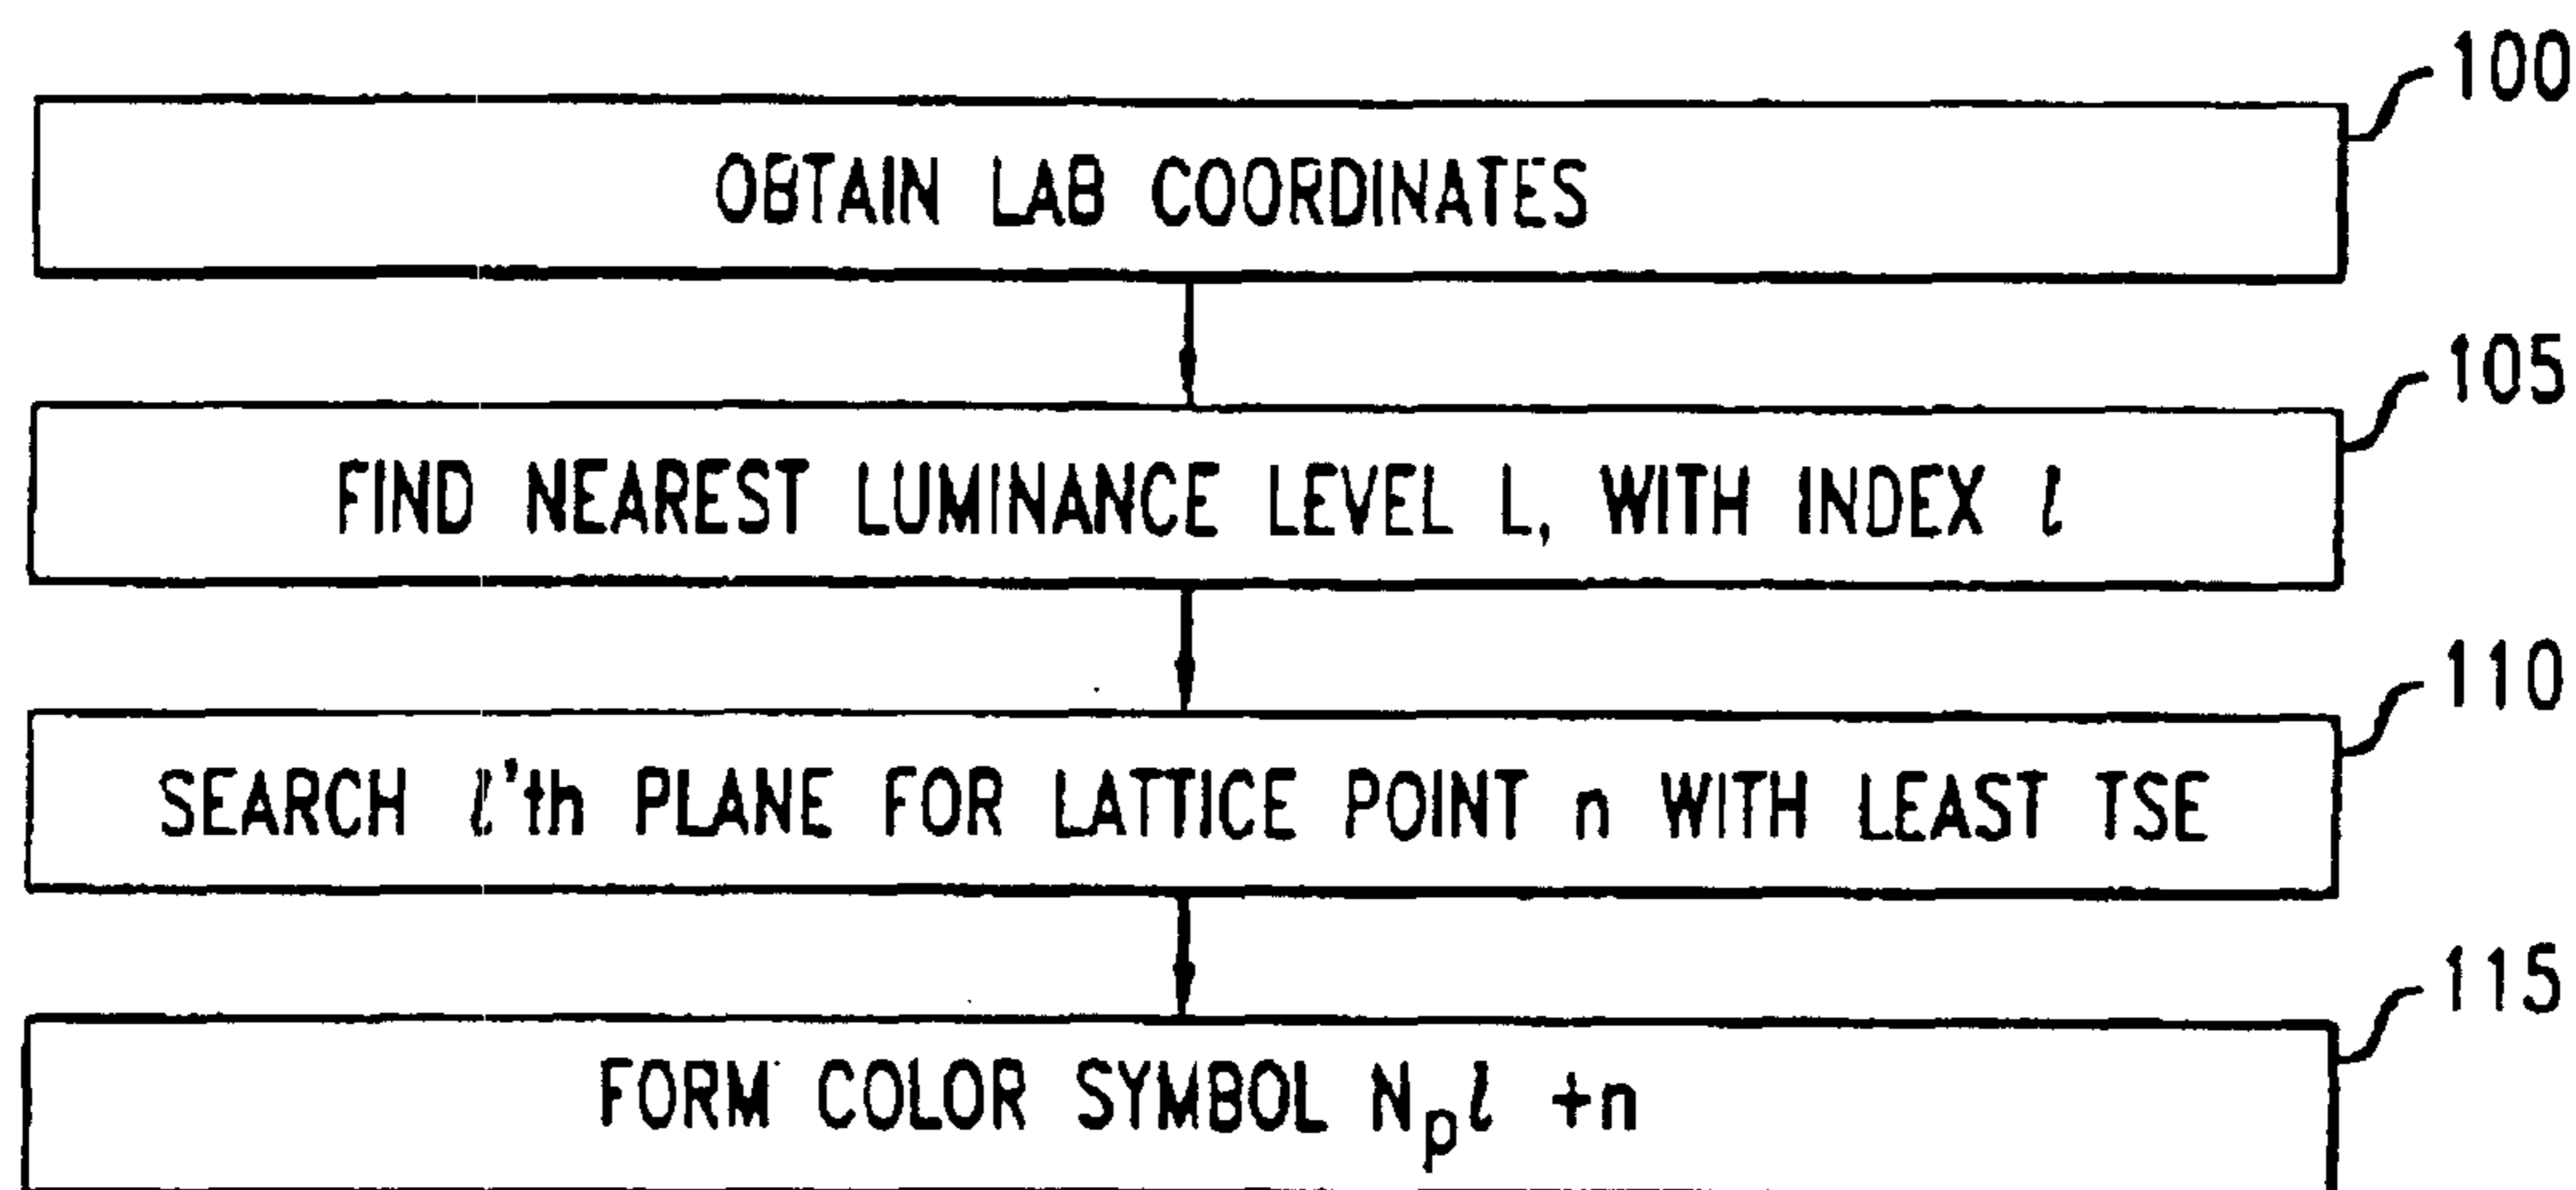 100
OBTAIN LAB COORDINATES
105
FIND NEAREST LUMINANCE LEVEL L, WITH INDEX ℓ
110
SEARCH ℓ'th PLANE FOR LATTICE POINT n WITH LEAST TSE
115
FORM COLOR SYMBOL Npℓ +n